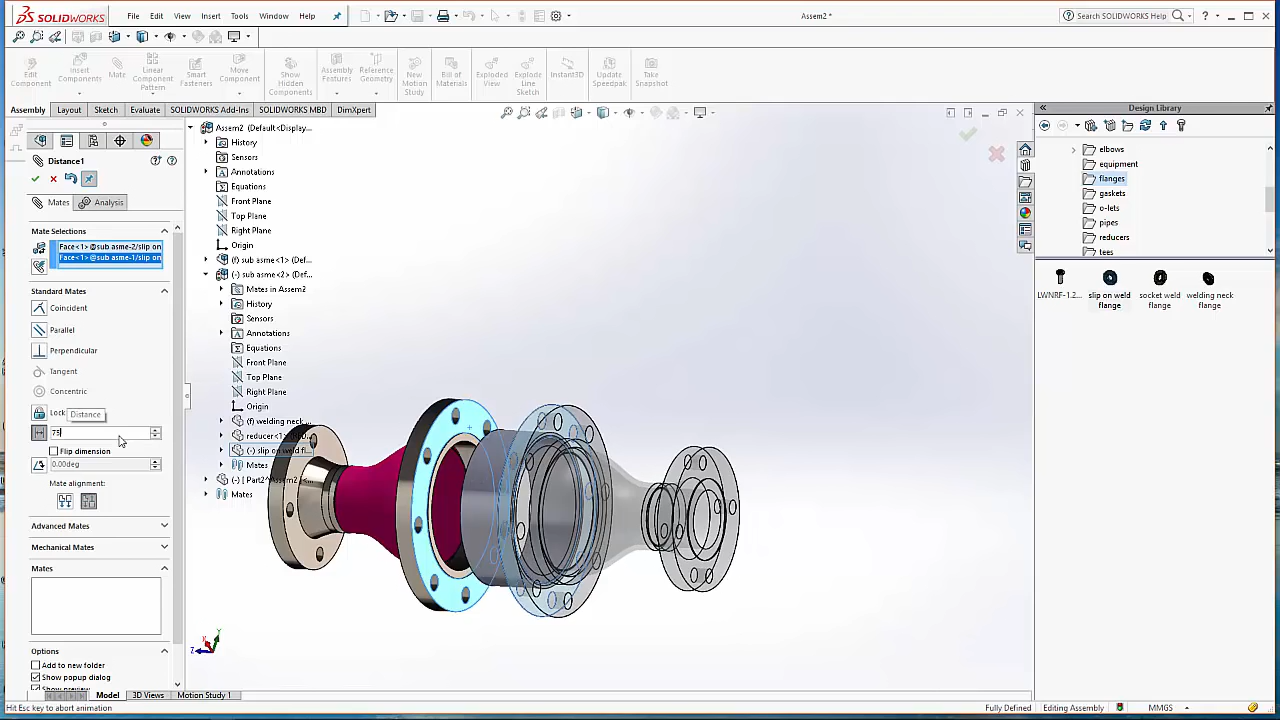 SOLIDWORKS File Edit View Insert Tools Window Help Assem2 * Search SOLIDWORKS Help
Edit Component Insert Components Mate Linear Component Pattern Smart Fasteners Move Component Show Hidden Components Assembly Features Reference Geometry New Motion Study Bill of Materials Exploded View Explode Line Sketch Instant3D Update Speedpak Take Snapshot
Assembly Layout Sketch Evaluate SOLIDWORKS Add-Ins SOLIDWORKS MBD DimXpert
Design Library
Distance1
Mates Analysis
Mate Selections
Face<1>@sub asme-2/slip on
Face<1>@sub asme-1/slip on
Standard Mates
Coincident
Parallel
Perpendicular
Tangent
Concentric
Lock Distance
75
Flip dimension
0.00deg
Mate alignment:
Advanced Mates
Mechanical Mates
Mates
Options
Add to new folder
Show popup dialog
Show preview
Assem2 (Default<Display...
History
Sensors
Annotations
Equations
Front Plane
Top Plane
Right Plane
Origin
(f) sub asme<1> (Def...
(-) sub asme<2> (Def...
Mates in Assem2
History
Sensors
Annotations
Equations
Front Plane
Top Plane
Right Plane
Origin
(f) welding neck...
reducer<1>
(-) slip on weld fl...
Mates
(-) [ Part2^Assem2 ]<...
Mates
elbows
equipment
flanges
gaskets
o-lets
pipes
reducers
tees
LWNRF-1.2... slip on weld flange socket weld flange welding neck flange
Y
X
Z
Model 3D Views Motion Study 1
Hit Esc key to abort animation Fully Defined Editing Assembly MMGS